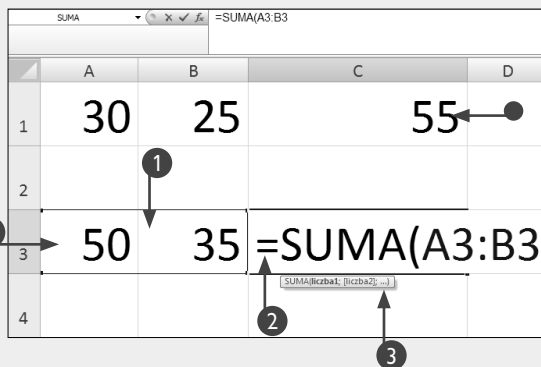 SUMA fx =SUMA(A3:B3
A B C D
1 30 25 55
1
2
3 50 35 =SUMA(A3:B3
SUMA(liczba1; [liczba2]; ...)
4 2
3